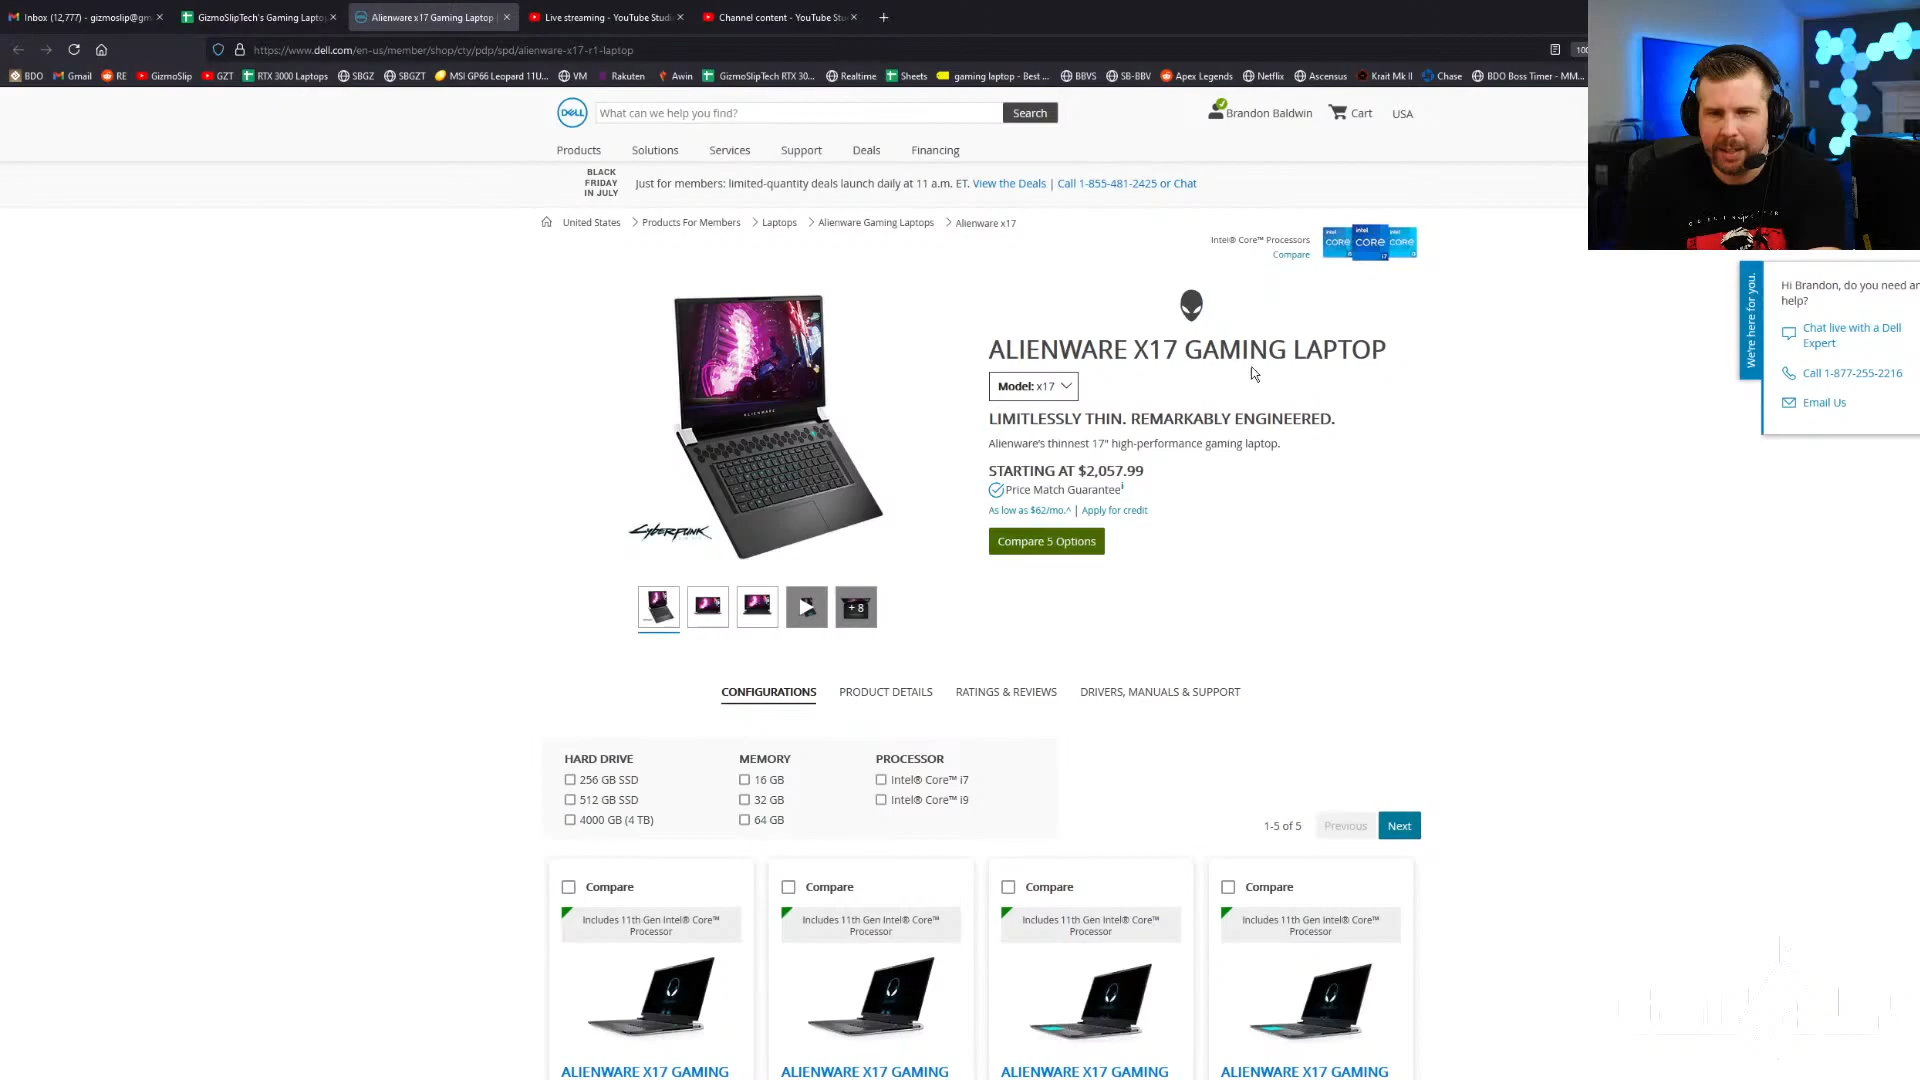 Inbox (12,777) - gizmoslip@gm
GizmoSlipTech's Gaming Lapto
Alienware x17 Gaming Laptop
Live streaming - YouTube Studi
Channel content - YouTube Stu
https://www.dell.com/en-us/member/shop/cty/pdp/spd/alienware-x17-r1-laptop
100
BDO
Gmail
RE
GizmoSlip
GZT
RTX 3000 Laptops
SBGZ
SBGZT
MSI GP66 Leopard 11U...
VM
Rakuten
Awin
GizmoSlipTech RTX 30...
Realtime
Sheets
gaming laptop - Best ...
BBVS
SB-BBV
Apex Legends
Netflix
Ascensus
Krait Mk II
Chase
BDO Boss Timer - MM...
DELL
What can we help you find?
Search
Brandon Baldwin
Cart
USA
Products
Solutions
Services
Support
Deals
Financing
BLACK
FRIDAY
IN JULY
Just for members: limited-quantity deals launch daily at 11 a.m. ET. View the Deals | Call 1-855-481-2425 or Chat
United States
Products For Members
Laptops
Alienware Gaming Laptops
Alienware x17
Intel® Core™ Processors
Compare
intel CORE
intel CORE i7
intel CORE
ALIENWARE X17 GAMING LAPTOP
Model: x17
LIMITLESSLY THIN. REMARKABLY ENGINEERED.
Alienware's thinnest 17" high-performance gaming laptop.
STARTING AT $2,057.99
Price Match Guarantee i
As low as $62/mo.^ | Apply for credit
Compare 5 Options
ALIENWARE
CYBERPUNK
+ 8
We're here for you.
Hi Brandon, do you need an
help?
Chat live with a Dell
Expert
Call 1-877-255-2216
Email Us
CONFIGURATIONS
PRODUCT DETAILS
RATINGS & REVIEWS
DRIVERS, MANUALS & SUPPORT
HARD DRIVE
256 GB SSD
512 GB SSD
4000 GB (4 TB)
MEMORY
16 GB
32 GB
64 GB
PROCESSOR
Intel® Core™ i7
Intel® Core™ i9
1-5 of 5
Previous
Next
Compare
Includes 11th Gen Intel® Core™
Processor
ALIENWARE X17 GAMING
Compare
Includes 11th Gen Intel® Core™
Processor
ALIENWARE X17 GAMING
Compare
Includes 11th Gen Intel® Core™
Processor
ALIENWARE X17 GAMING
Compare
Includes 11th Gen Intel® Core™
Processor
ALIENWARE X17 GAMING